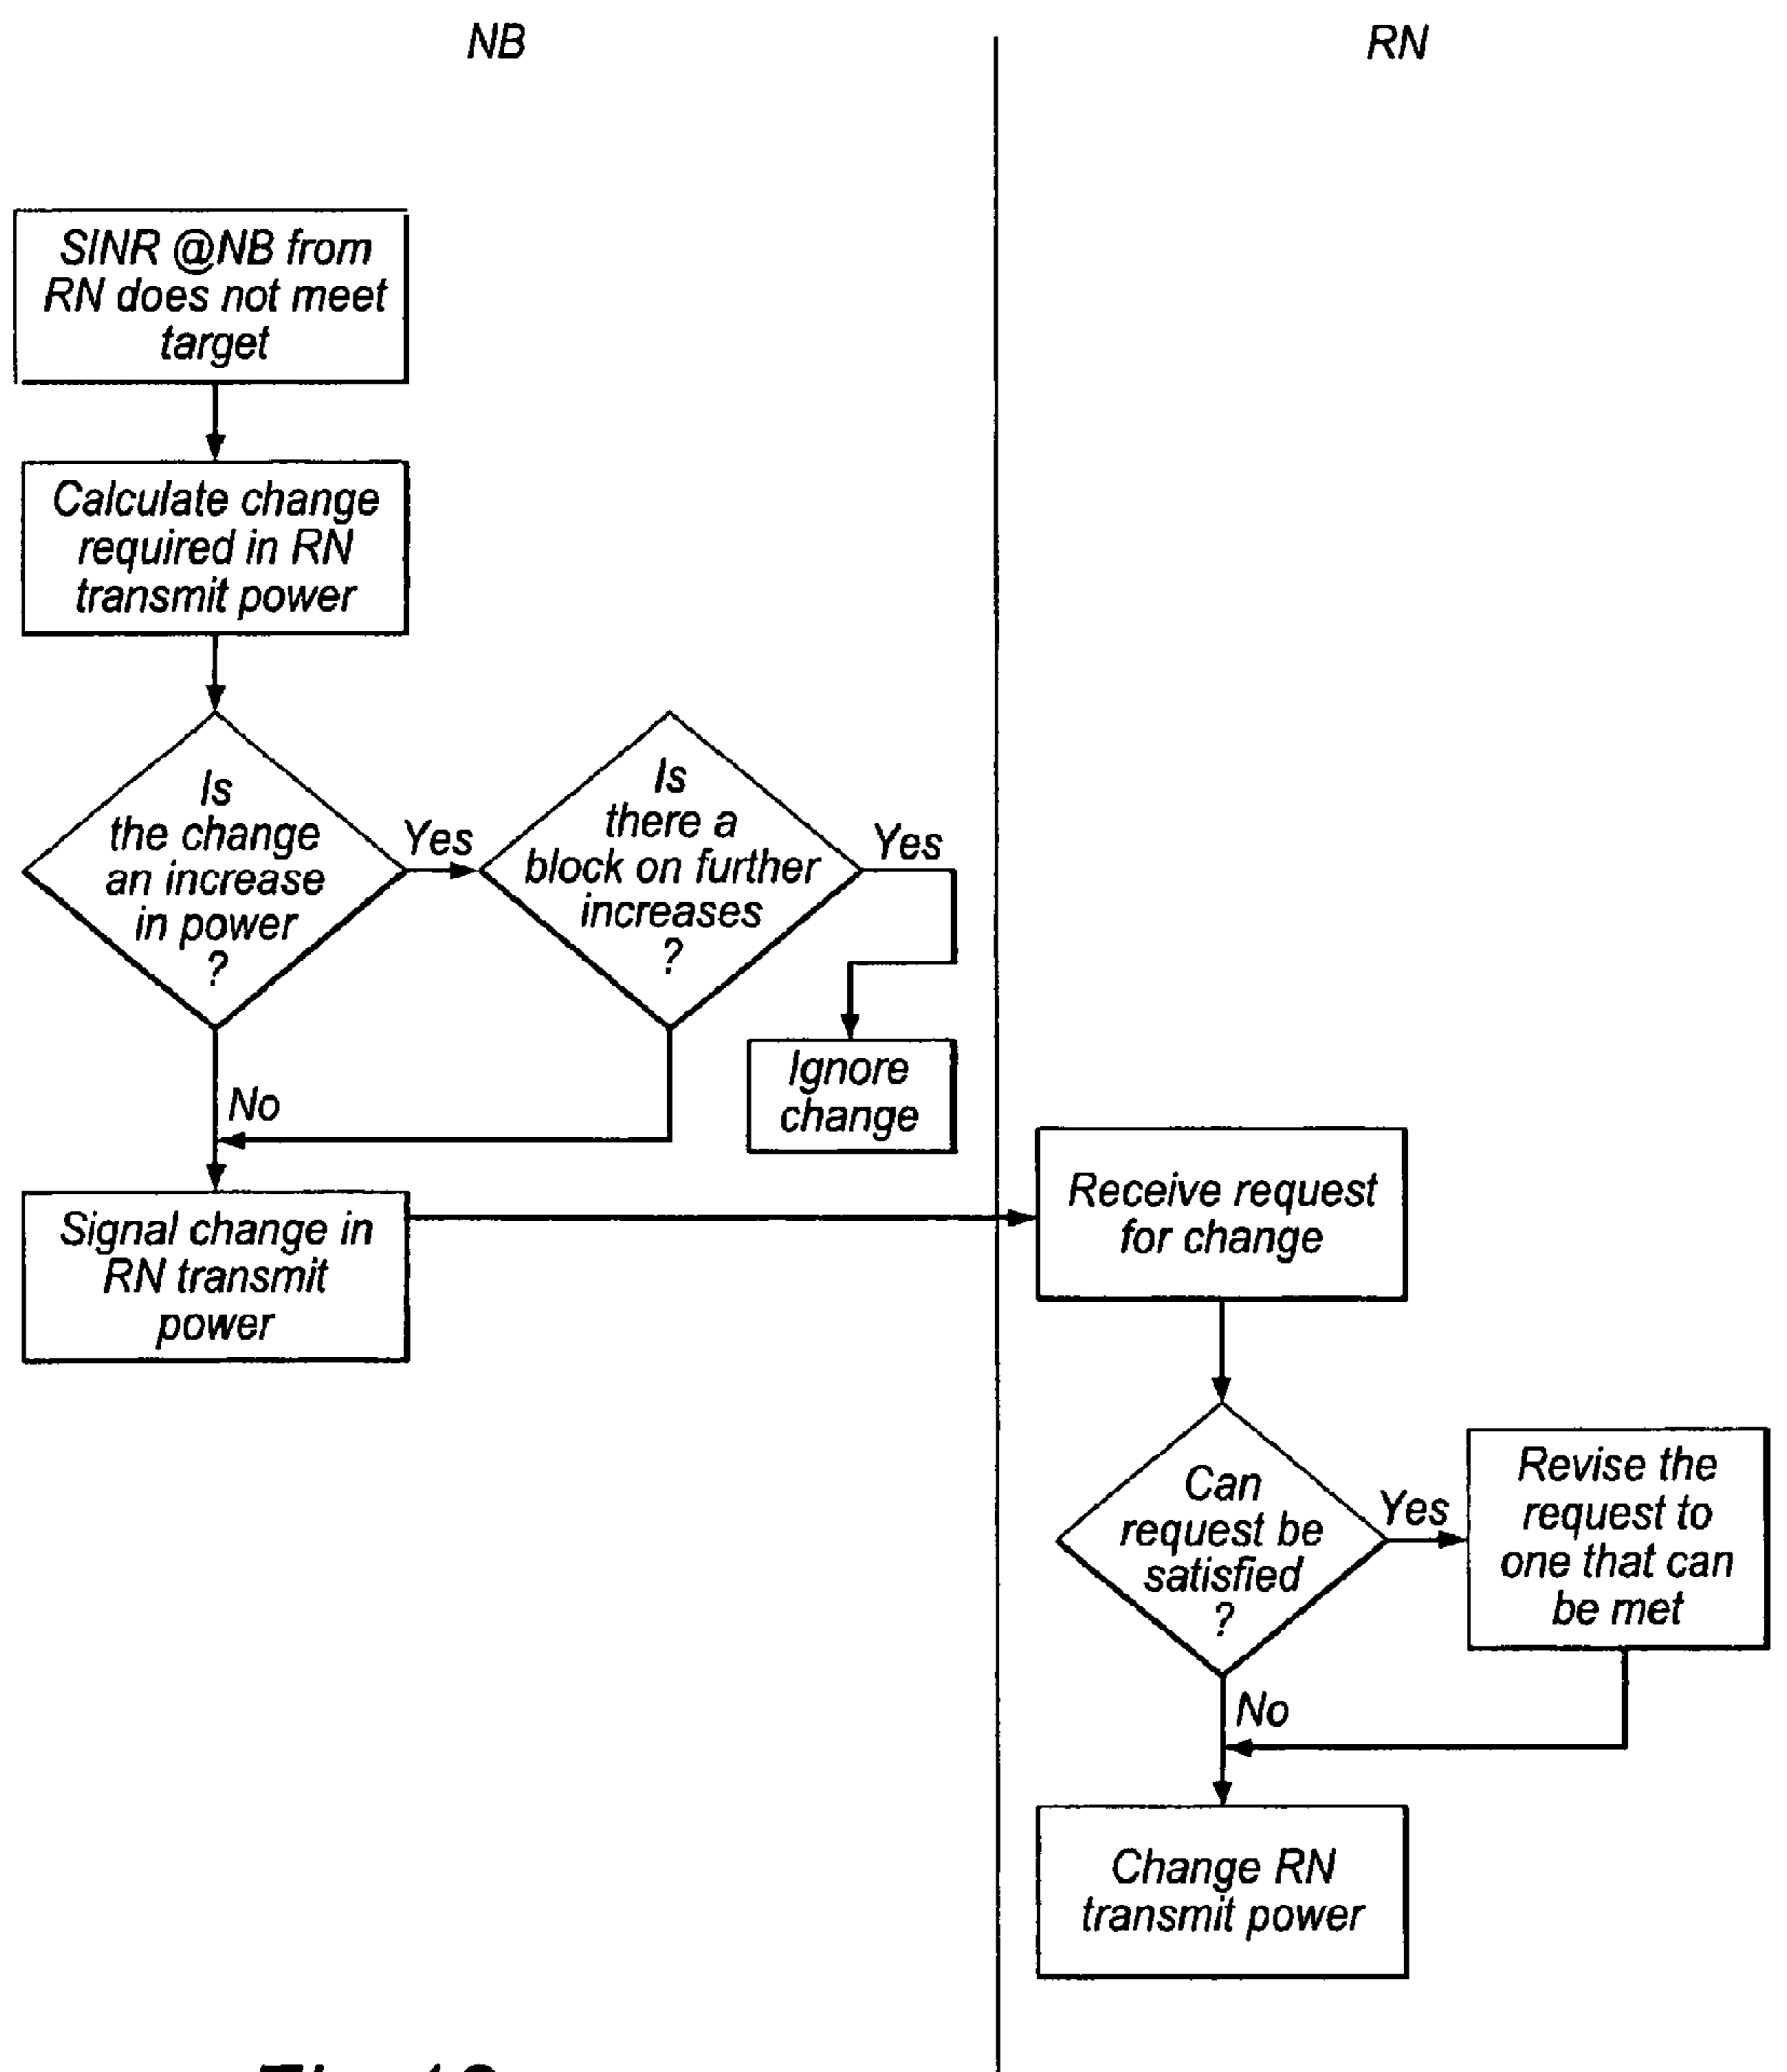 NB
RN
SINR @NB from
RN does not meet
target
Calculate change
required in RN
transmit power
Is
the change
an increase
in power
?
Yes
Is
there a
block on further
increases
?
Yes
Ignore
change
No
Signal change in
RN transmit
power
Receive request
for change
Can
request be
satisfied
?
Yes
Revise the
request to
one that can
be met
No
Change RN
transmit power